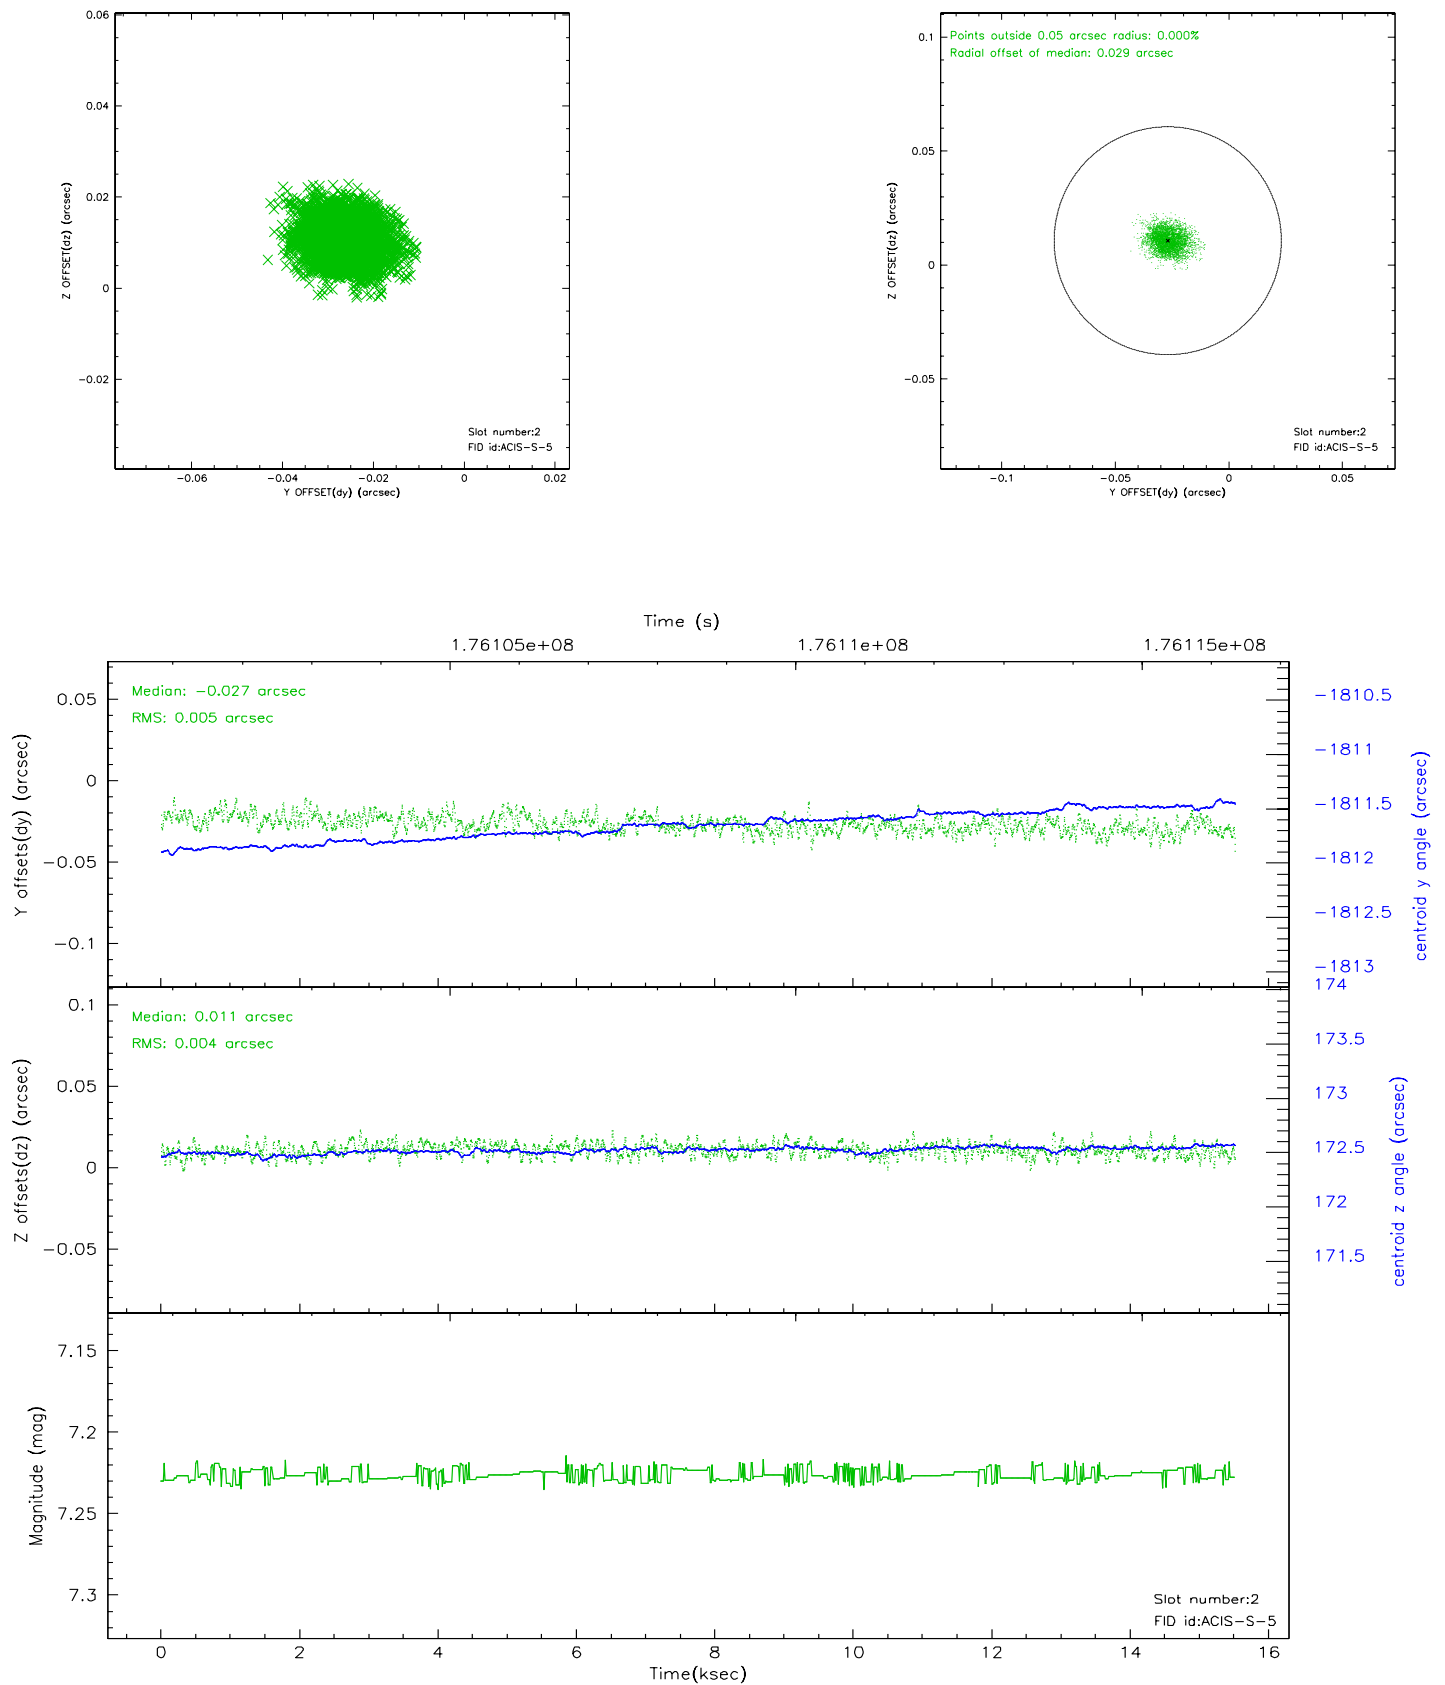 0.06
0.04
0.02
0
-0.02
Z OFFSET(dz) (arcsec)
Slot number:2
FID id:ACIS-S-5
-0.06 -0.04 -0.02 0 0.02
Y OFFSET(dy) (arcsec)
Points outside 0.05 arcsec radius: 0.000%
Radial offset of median: 0.029 arcsec
0.1
0.05
0
-0.05
Z OFFSET(dz) (arcsec)
Slot number:2
FID id:ACIS-S-5
-0.1 -0.05 0 0.05
Y OFFSET(dy) (arcsec)
Time (s)
1.76105e+08 1.7611e+08 1.76115e+08
Median: -0.027 arcsec
RMS: 0.005 arcsec
0.05
0
-0.05
-0.1
Y offsets(dy) (arcsec)
-1810.5
-1811
-1811.5
-1812
-1812.5
-1813
centroid y angle (arcsec)
Median: 0.011 arcsec
RMS: 0.004 arcsec
0.1
0.05
0
-0.05
Z offsets(dz) (arcsec)
174
173.5
173
172.5
172
171.5
centroid z angle (arcsec)
7.15
7.2
7.25
7.3
Magnitude (mag)
Slot number:2
FID id:ACIS-S-5
0 2 4 6 8 10 12 14 16
Time(ksec)